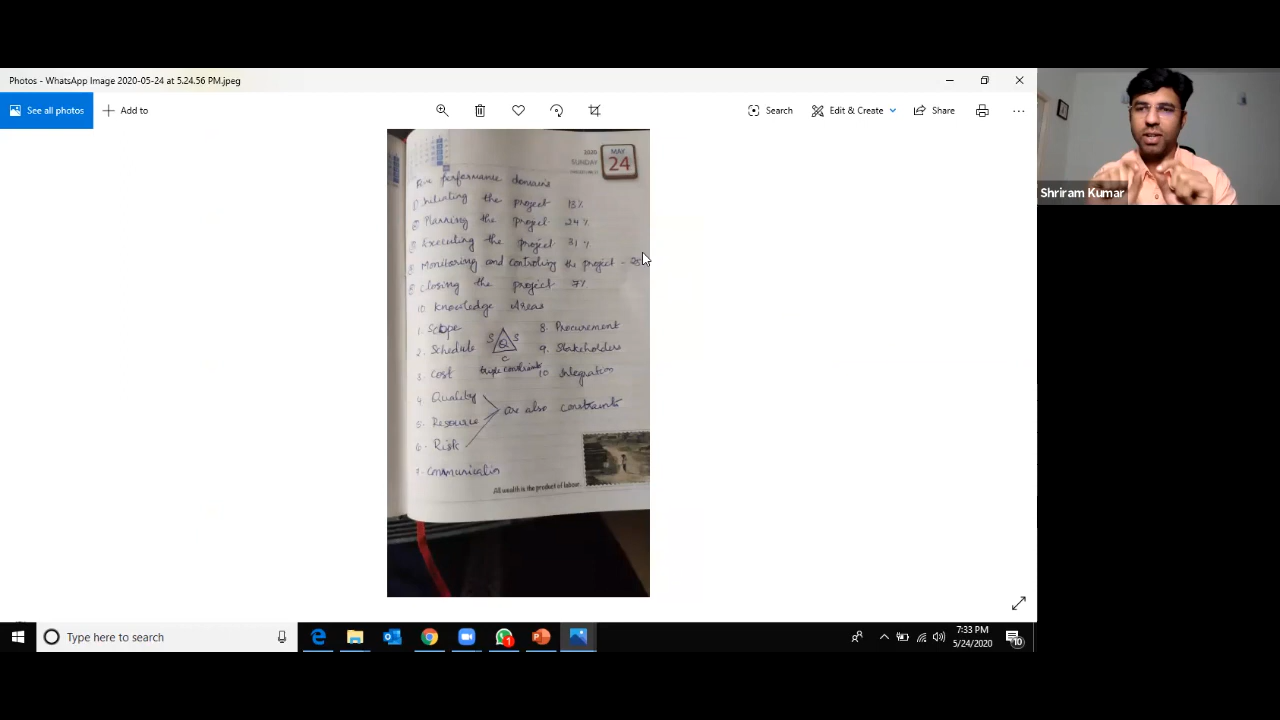 Photos - WhatsApp Image 2020-05-24 at 5.24.56 PM.jpeg
See all photos
Add to
Search
Edit & Create
Share
2020
SUNDAY
MAY
24
performance domains
1) Initiating the project 13%
2) Planning the project 24%
3) Executing the project 31%
4) Monitoring and controlling the project - 25
5) Closing the project 7%
10 Knowledge Areas
1. Scope
8. Procurement
S Q S
2. Schedule
9. Stakeholders
C
3. Cost
triple constraint
10 Integration
4. Quality
are also constraints
5. Resource
6. Risk
7. Communication
All wealth is the product of labour.
Shriram Kumar
Type here to search
1
7:33 PM
5/24/2020
10